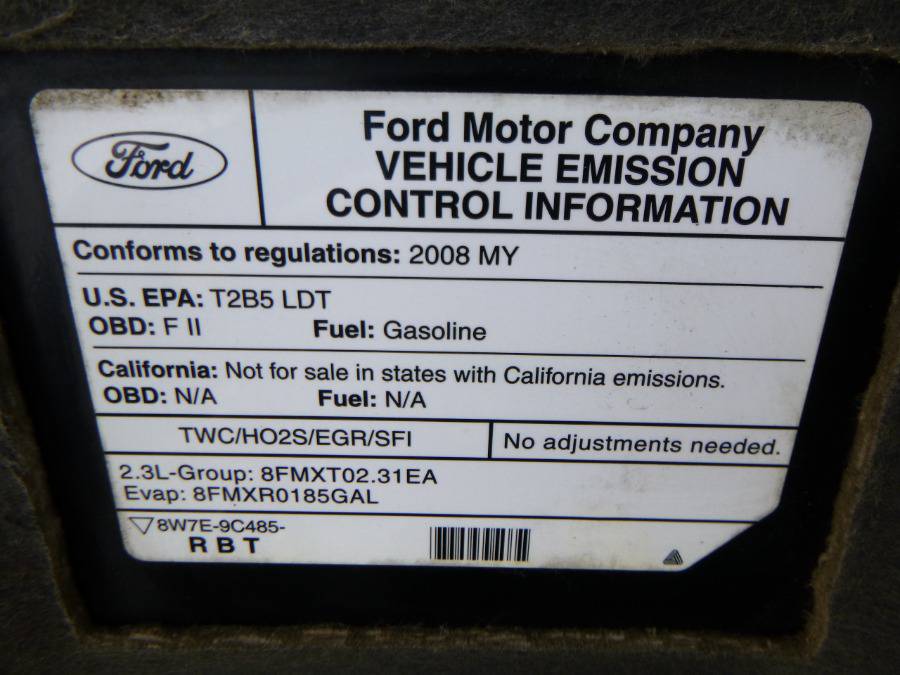 Ford
Ford Motor Company
VEHICLE EMISSION
CONTROL INFORMATION
Conforms to regulations: 2008 MY
U.S. EPA: T2B5 LDT
OBD: F II Fuel: Gasoline
California: Not for sale in states with California emissions.
OBD: N/A Fuel: N/A
TWC/HO2S/EGR/SFI No adjustments needed.
2.3L-Group: 8FMXT02.31EA
Evap: 8FMXR0185GAL
8W7E-9C485-
R B T